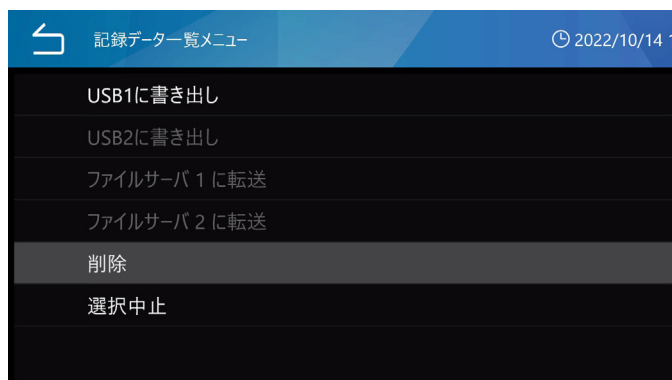 記録データ一覧メニュー
2022/10/14 1
USB1に書き出し
USB2に書き出し
ファイルサーバ 1 に転送
ファイルサーバ 2 に転送
削除
選択中止